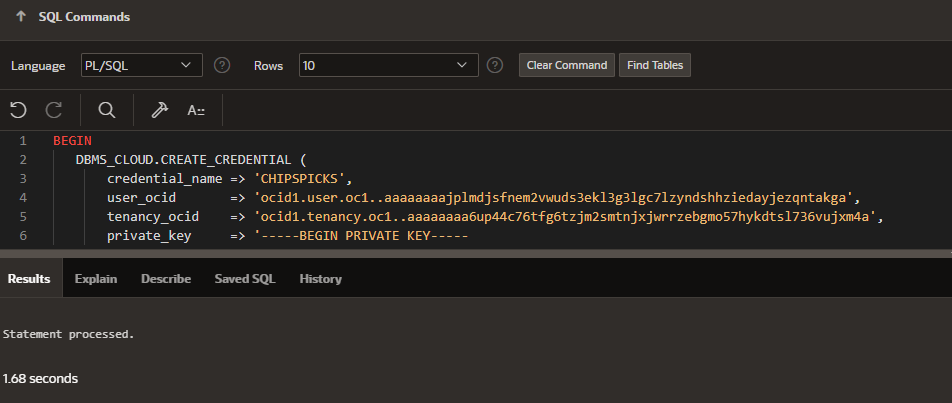 SQL Commands
Language PL/SQL ? Rows 10 ? Clear Command Find Tables
A::
1 BEGIN
2 DBMS_CLOUD.CREATE_CREDENTIAL (
3 credential_name => 'CHIPSPICKS',
4 user_ocid => 'ocid1.user.oc1..aaaaaaaajplmdjsfnem2vwuds3ekl3g3lgc7lzyndshhziedayjezqntakga',
5 tenancy_ocid => 'ocid1.tenancy.oc1..aaaaaaaa6up44c76tfg6tzjm2smtnjxjwrrzebgmo57hykdtsl736vujxm4a',
6 private_key => '-----BEGIN PRIVATE KEY-----
Results Explain Describe Saved SQL History
Statement processed.
1.68 seconds